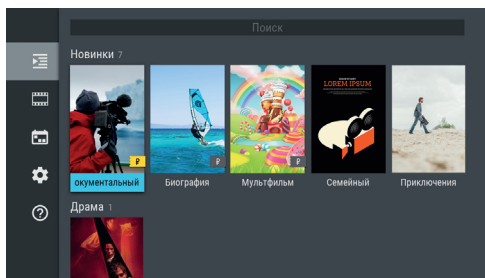 Поиск
Новинки 7
LOREM IPSUM
₽
₽
₽
окументальный
Биография
Мультфильм
Семейный
Приключения
Драма 1